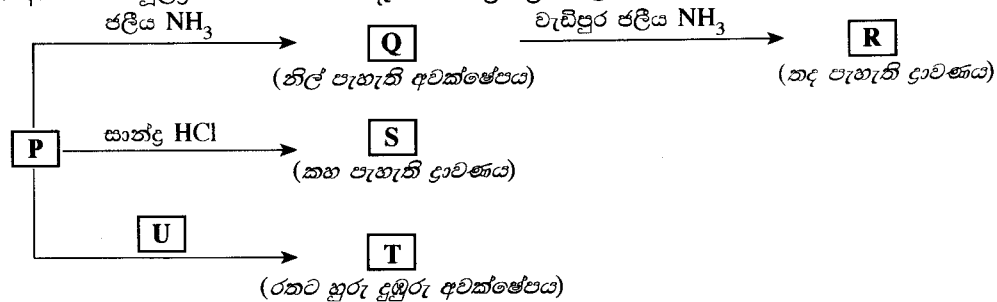 ජලීය NH3 වැඩිපුර ජලීය NH3
Q R
(නිල් පැහැති අවක්ෂේපය) (තද පැහැති ද්‍රාවණය)
සාන්ද්‍ර HCl
P S
(කහ පැහැති ද්‍රාවණය)
U
T
(රතට හුරු දුඹුරු අවක්ෂේපය)